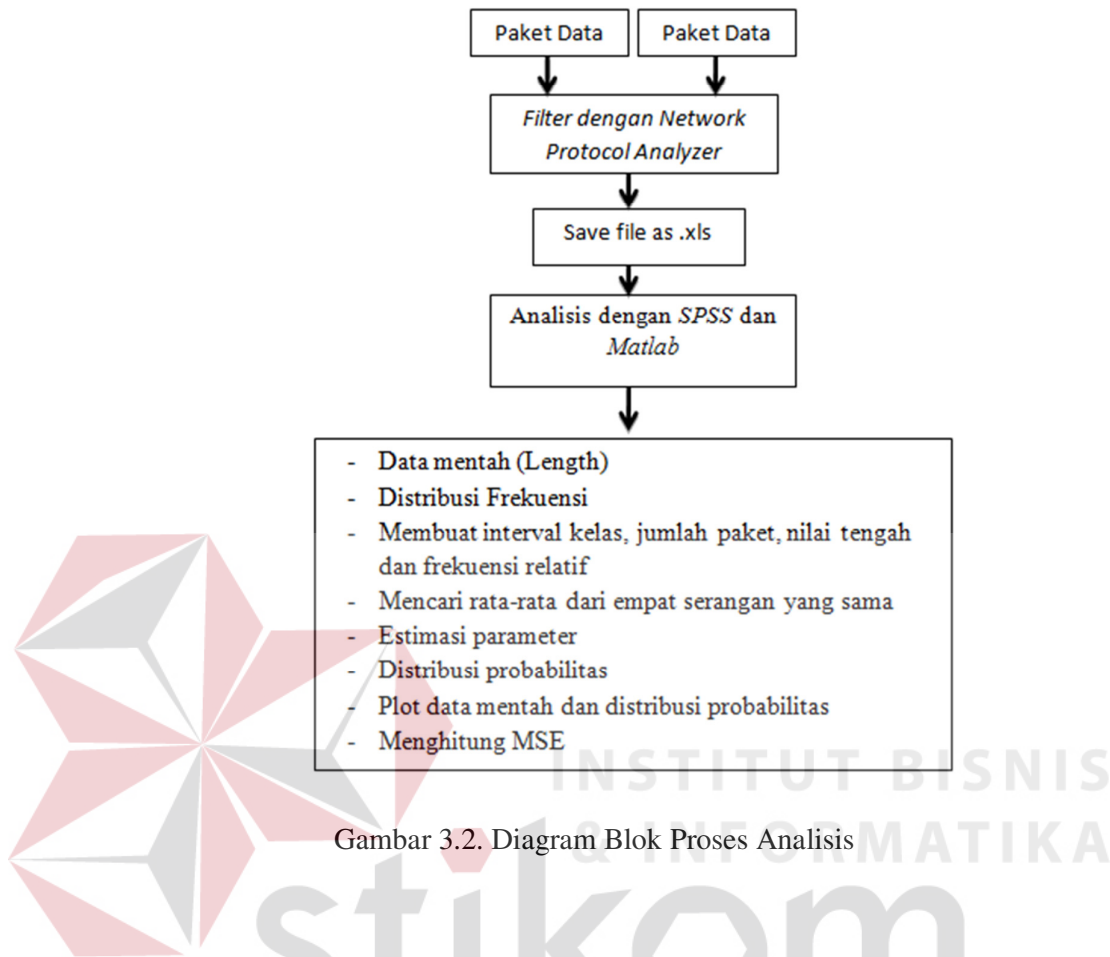 Paket Data
Paket Data
Filter dengan Network
Protocol Analyzer
Save file as .xls
Analisis dengan SPSS dan
Matlab
- Data mentah (Length)
- Distribusi Frekuensi
- Membuat interval kelas, jumlah paket, nilai tengah
dan frekuensi relatif
- Mencari rata-rata dari empat serangan yang sama
- Estimasi parameter
- Distribusi probabilitas
- Plot data mentah dan distribusi probabilitas
- Menghitung MSE
INSTITUT BISNIS
& INFORMATIKA
Gambar 3.2. Diagram Blok Proses Analisis
stikom